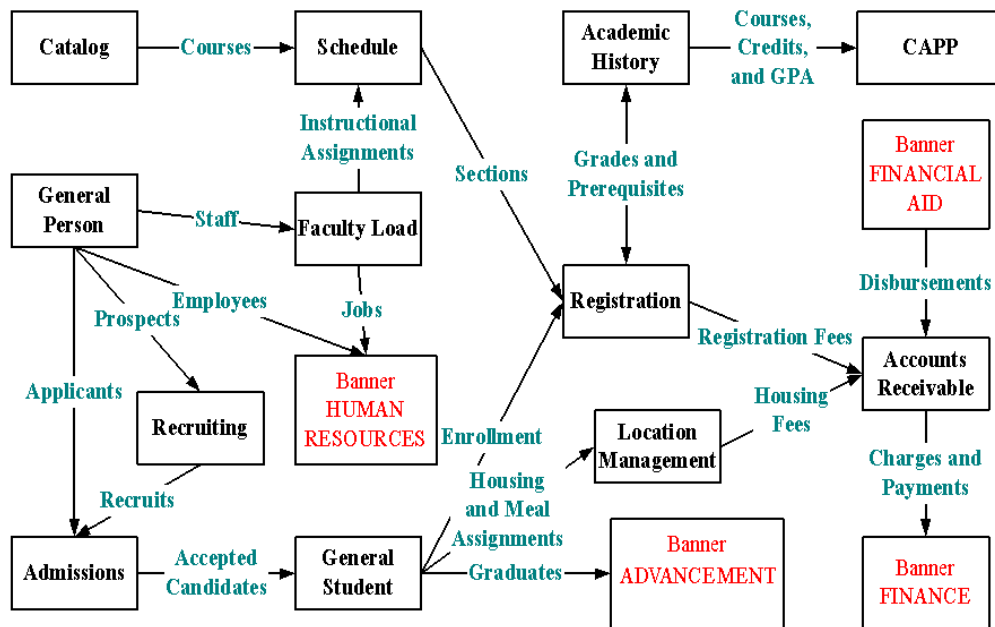 Catalog
Courses
Schedule
Academic
History
Courses,
Credits,
and GPA
CAPP
Instructional
Assignments
Sections
Grades and
Prerequisites
Banner
FINANCIAL
AID
General
Person
Staff
Faculty Load
Employees
Prospects
Jobs
Registration
Disbursements
Registration Fees
Applicants
Recruiting
Banner
HUMAN
RESOURCES
Accounts
Receivable
Housing
Fees
Enrollment
Location
Management
Recruits
Housing
and Meal
Assignments
Charges and
Payments
Admissions
Accepted
Candidates
General
Student
Graduates
Banner
ADVANCEMENT
Banner
FINANCE